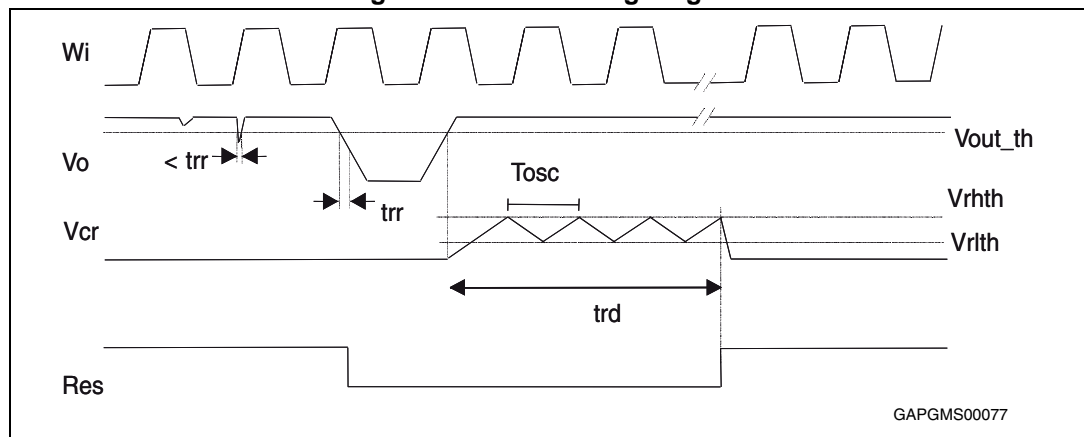 Wi
Vout_th
< trr
Vo
Tosc
Vrhth
trr
Vcr
Vrlth
trd
Res
GAPGMS00077